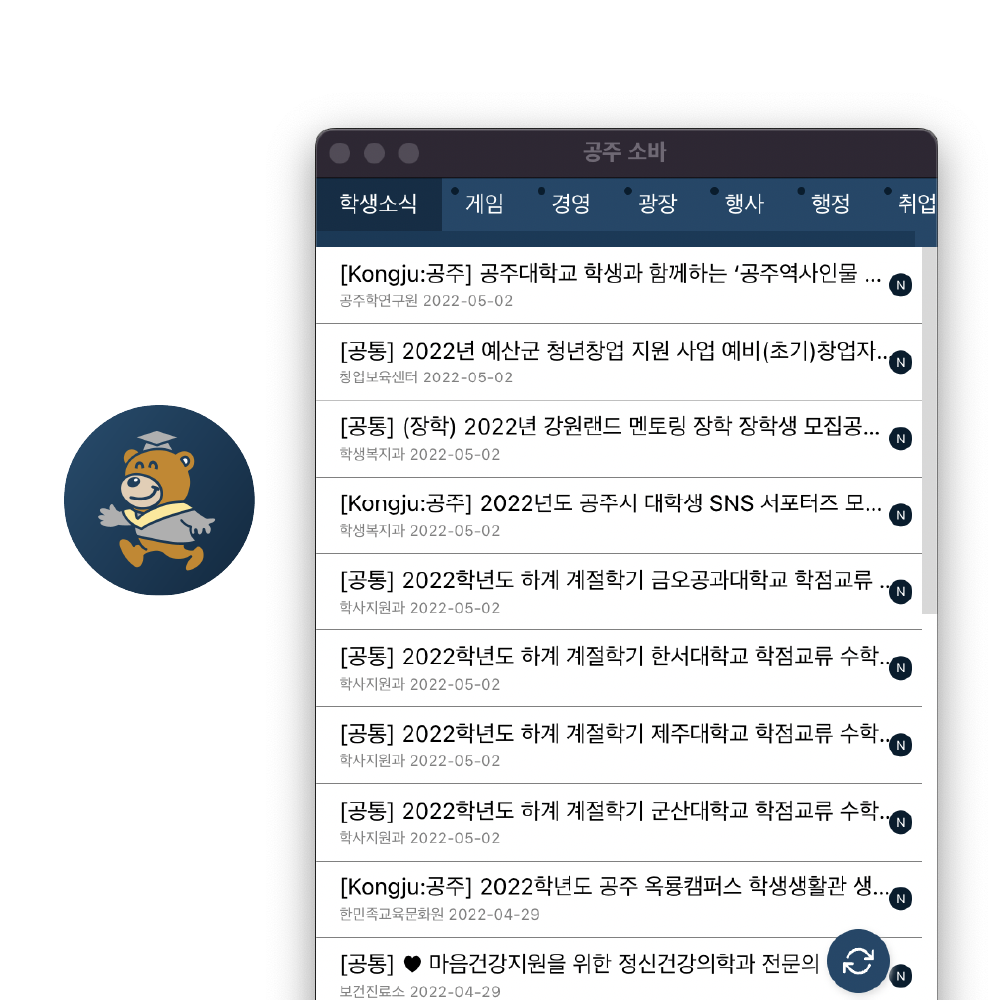 공주 소바
학생소식 게임 경영 광장 행사 행정 취업
[Kongju:공주] 공주대학교 학생과 함께하는 ‘공주역사인물 ...
N
공주학연구원 2022-05-02
[공통] 2022년 예산군 청년창업 지원 사업 예비(초기)창업자...
N
창업보육센터 2022-05-02
[공통] (장학) 2022년 강원랜드 멘토링 장학 장학생 모집공...
N
학생복지과 2022-05-02
[Kongju:공주] 2022년도 공주시 대학생 SNS 서포터즈 모...
N
학생복지과 2022-05-02
[공통] 2022학년도 하계 계절학기 금오공과대학교 학점교류 ...
N
학사지원과 2022-05-02
[공통] 2022학년도 하계 계절학기 한서대학교 학점교류 수학...
N
학사지원과 2022-05-02
[공통] 2022학년도 하계 계절학기 제주대학교 학점교류 수학...
N
학사지원과 2022-05-02
[공통] 2022학년도 하계 계절학기 군산대학교 학점교류 수학...
N
학사지원과 2022-05-02
[Kongju:공주] 2022학년도 공주 옥룡캠퍼스 학생생활관 생...
N
한민족교육문화원 2022-04-29
[공통] ♥ 마음건강지원을 위한 정신건강의학과 전문의
N
보건진료소 2022-04-29